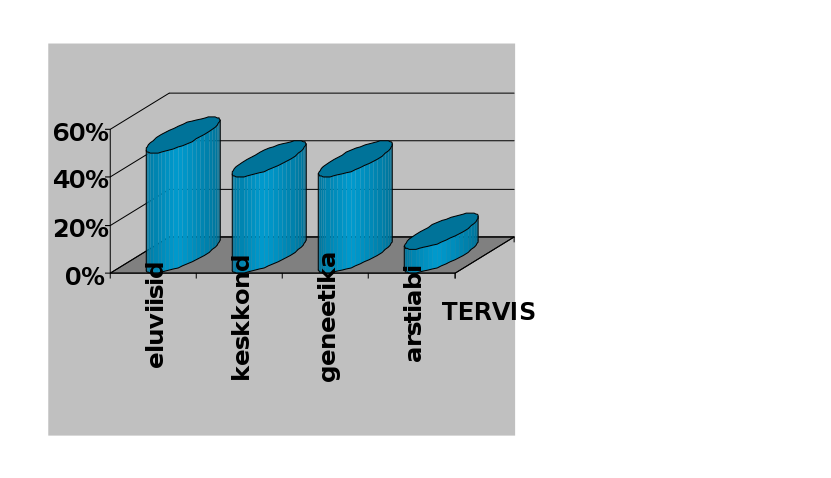 60%
40%
20%
0%
eluviisid
keskkond
geneetika
arstiabi
TERVIS